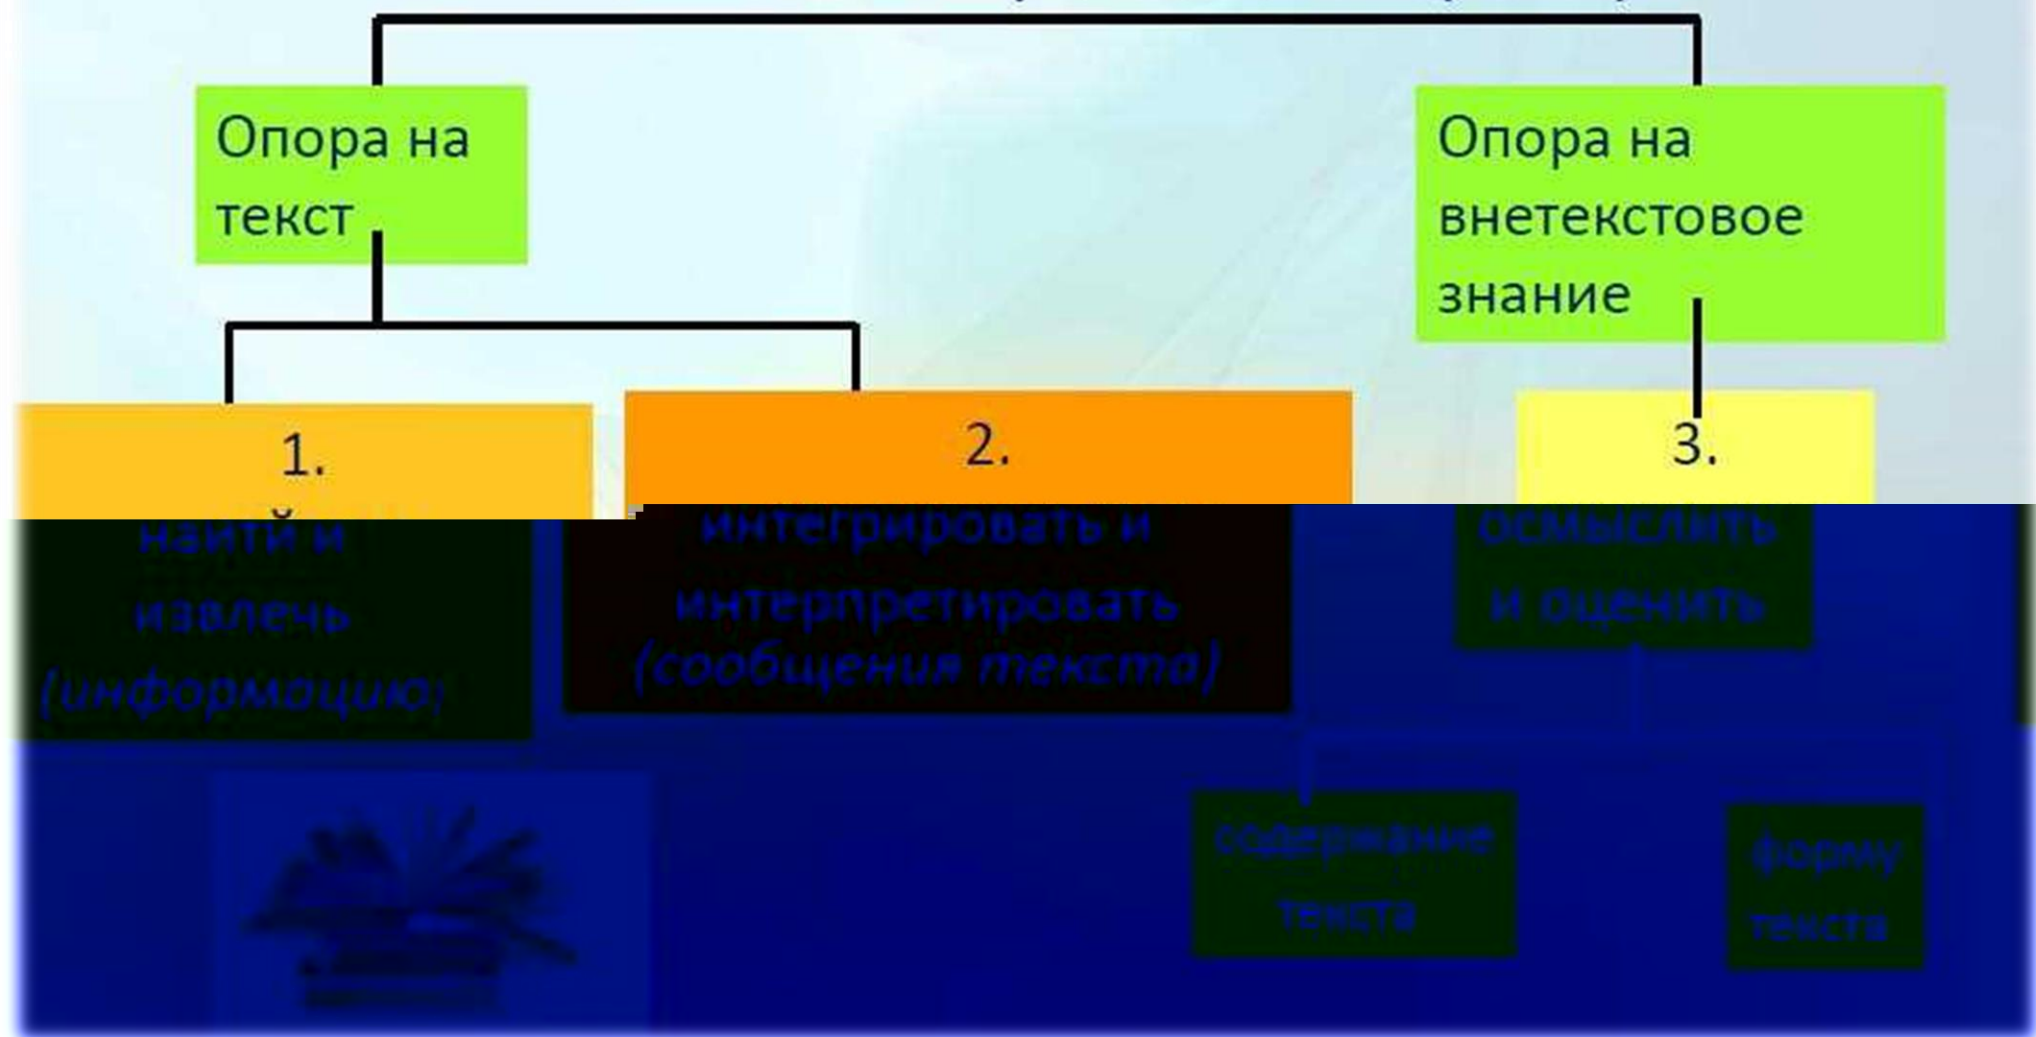 Опора на
текст
Опора на
внетекстовое
знание
1.
найти и
извлечь
(информацию)
2.
интегрировать и
интерпретировать
(сообщения текста)
3.
осмыслить
и оценить
содержание
текста
форму
текста